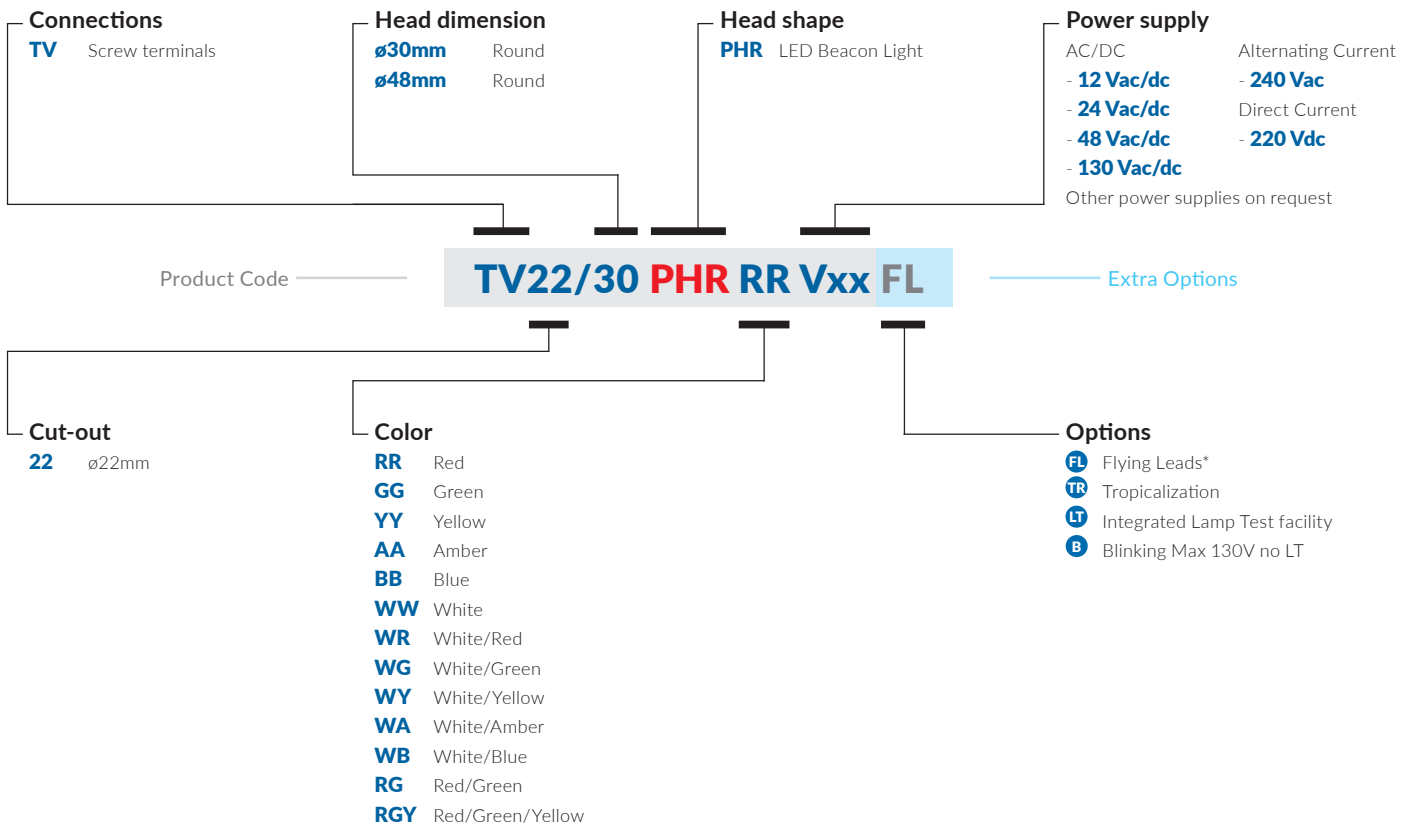 Connections
TV Screw terminals
Head dimension
ø30mm Round
ø48mm Round
Head shape
PHR LED Beacon Light
Power supply
AC/DC Alternating Current
- 12 Vac/dc - 240 Vac
- 24 Vac/dc Direct Current
- 48 Vac/dc - 220 Vdc
- 130 Vac/dc
Other power supplies on request
Product Code TV22/30 PHR RR Vxx FL Extra Options
Cut-out
22 ø22mm
Color
RR Red
GG Green
YY Yellow
AA Amber
BB Blue
WW White
WR White/Red
WG White/Green
WY White/Yellow
WA White/Amber
WB White/Blue
RG Red/Green
RGY Red/Green/Yellow
Options
FL Flying Leads*
TR Tropicalization
LT Integrated Lamp Test facility
B Blinking Max 130V no LT